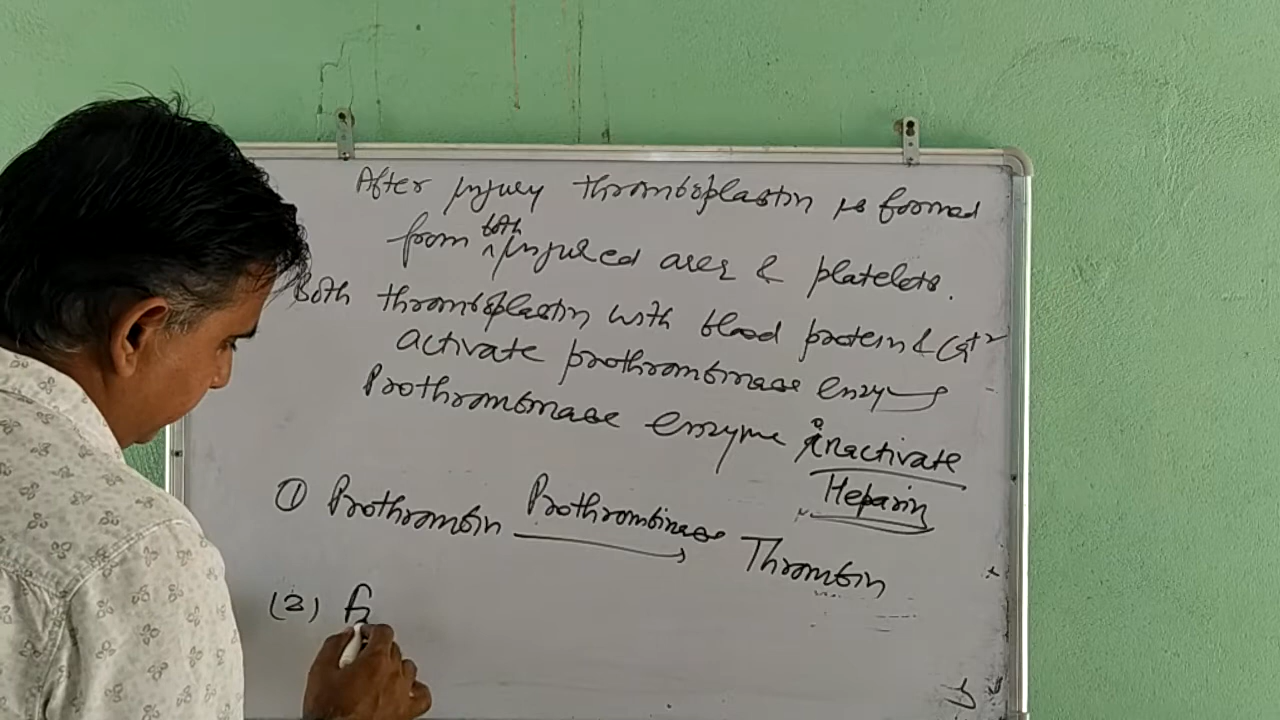 After injury thromboplastin is formed
from both injured area & platelets.
Both thromboplastin with blood protein & Ca+2
activate prothrombinase enzyme
Prothrombinase enzyme inactivate
Heparin
① Prothrombin Prothrombinase Thrombin
(2) f